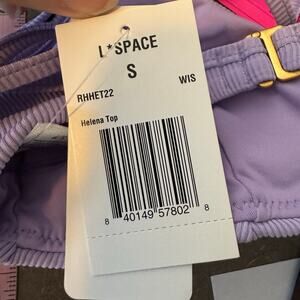 L*SPACE
S
RHHET22 WIS
Helena Top
8 40149 57802 8